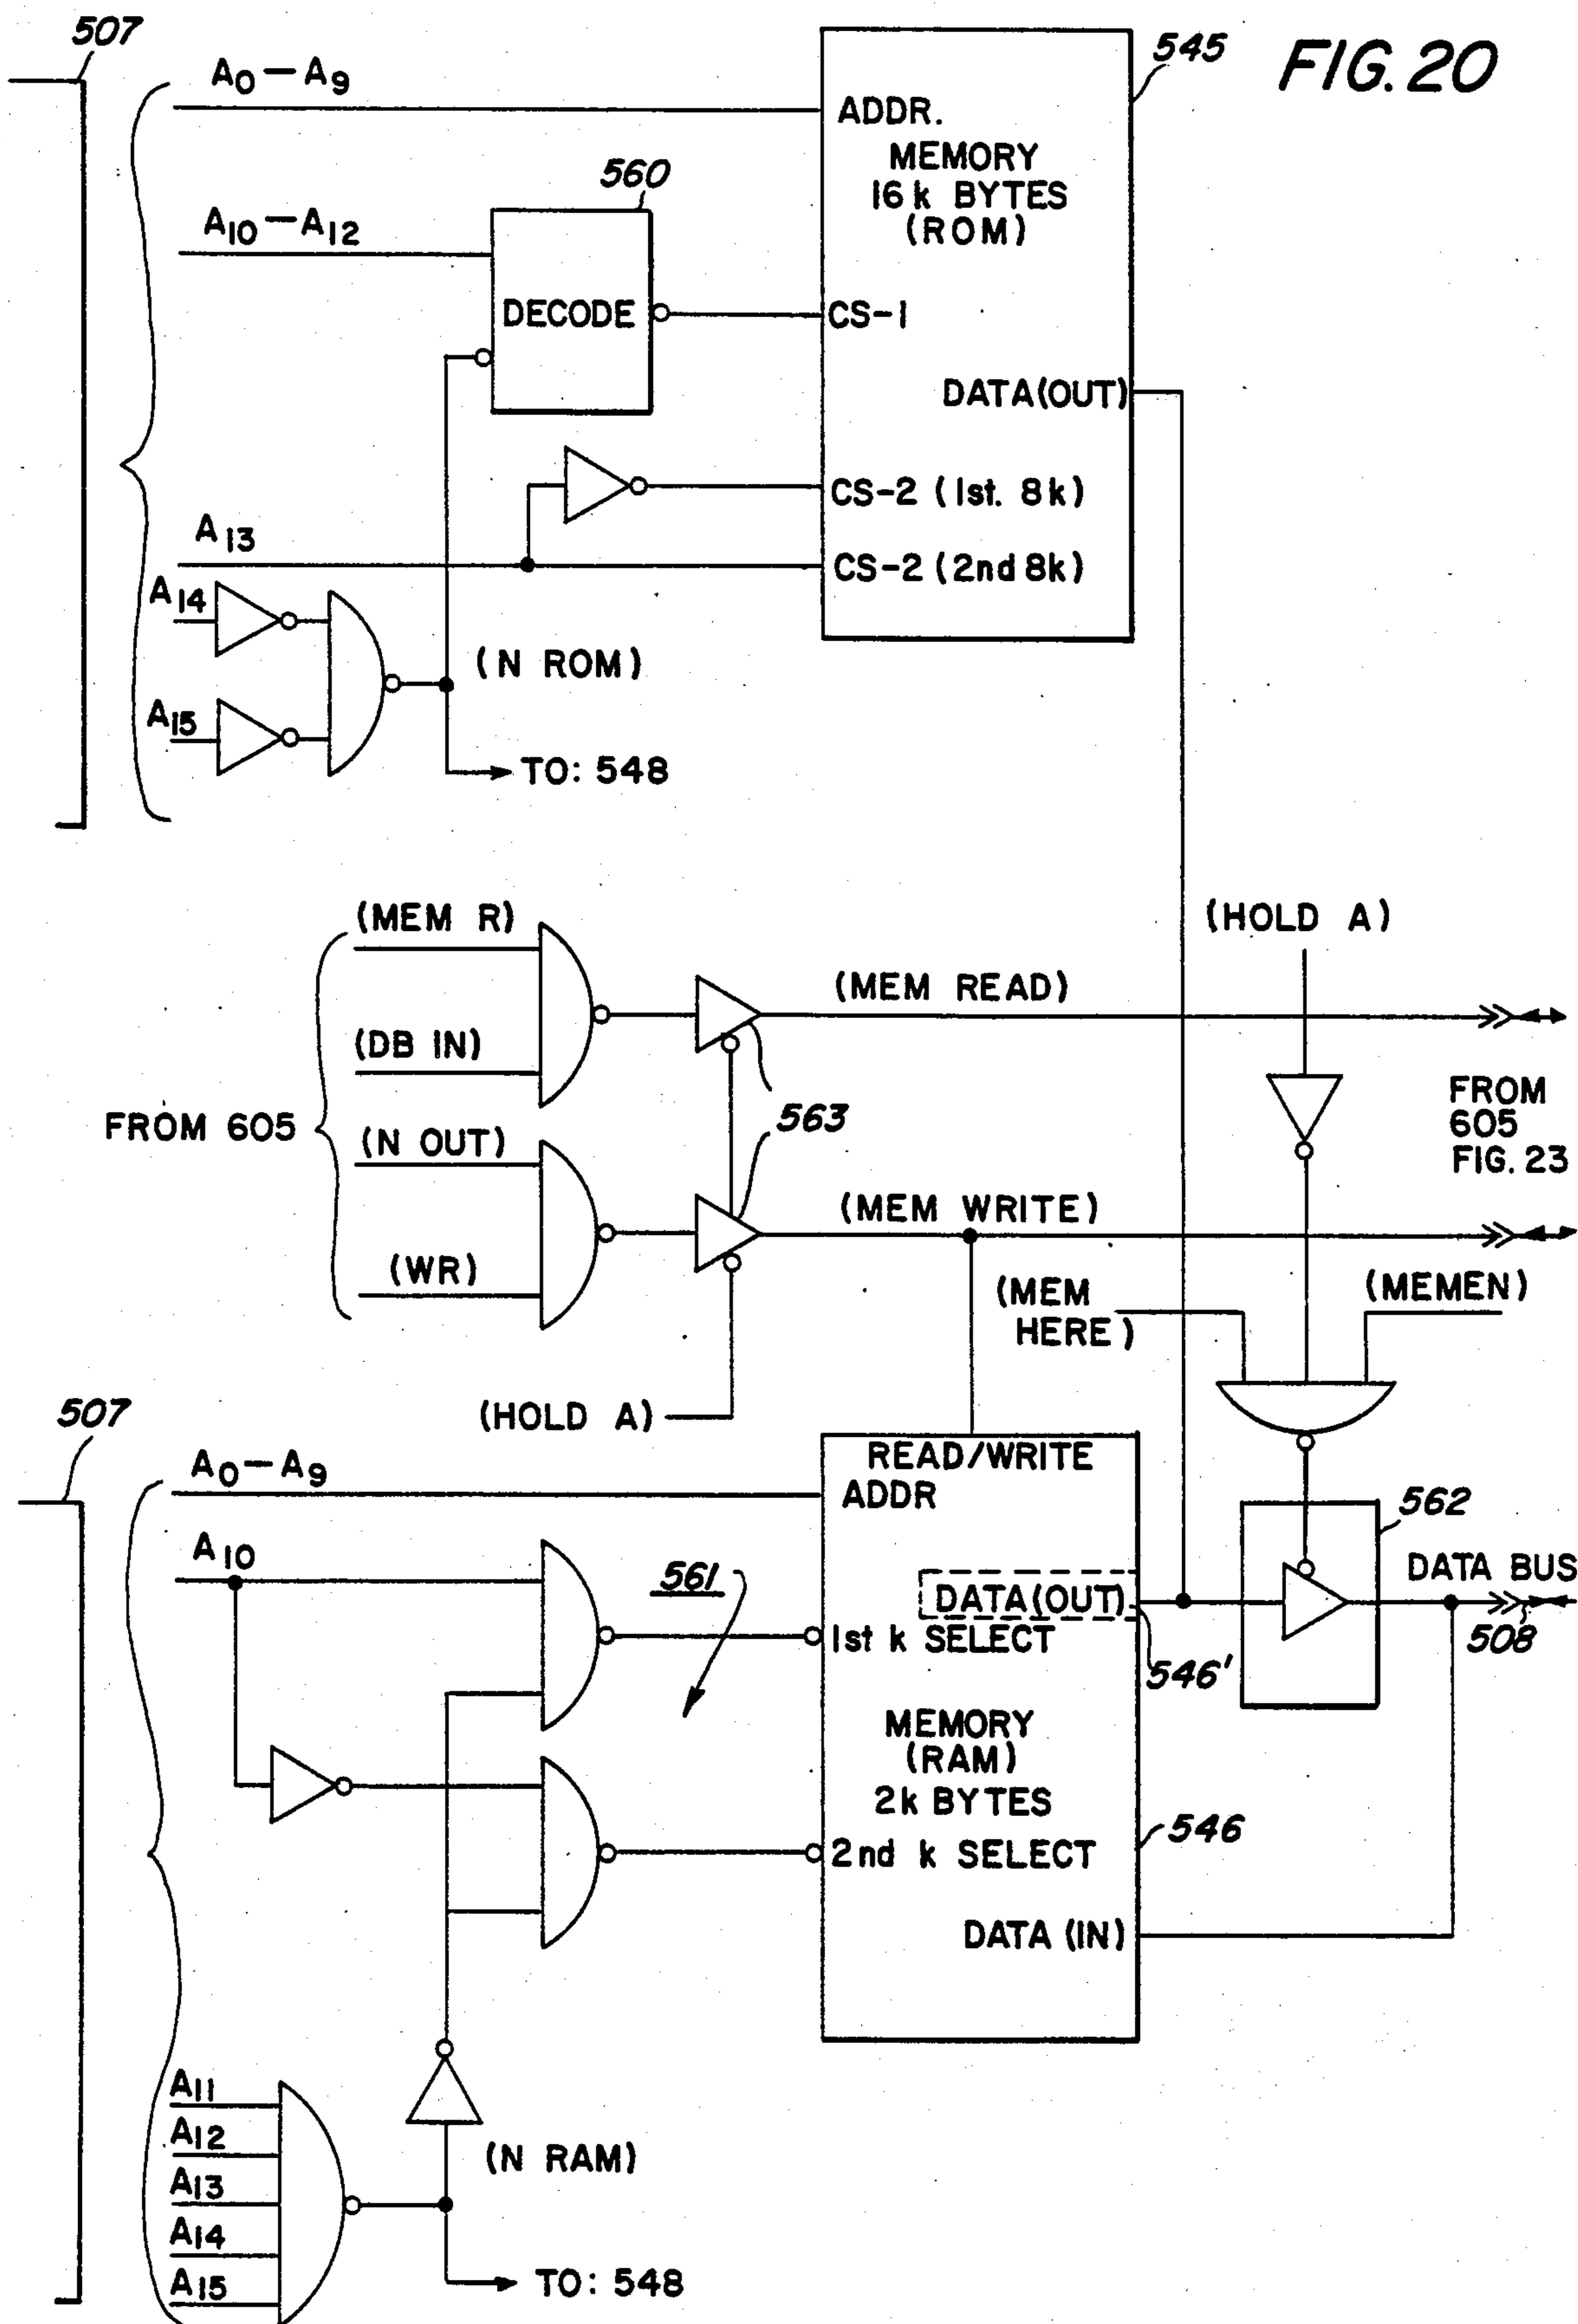 507
A0–A9
545
FIG. 20
ADDR.
MEMORY
16k BYTES
(ROM)
560
A10–A12
DECODE
CS-1
DATA(OUT)
CS-2 (1st. 8k)
A13
CS-2 (2nd 8k)
A14
(N ROM)
A15
TO: 548
(MEM R)
(HOLD A)
(MEM READ)
(DB IN)
FROM 605
563
FROM
605
FIG. 23
(N OUT)
(MEM WRITE)
(WR)
(MEM
HERE)
(MEMEN)
507
(HOLD A)
READ/WRITE
A0–A9
ADDR
562
A10
561
DATA(OUT)
DATA BUS
1st k SELECT
508
546'
MEMORY
(RAM)
2k BYTES
546
2nd k SELECT
DATA (IN)
A11
A12
(N RAM)
A13
A14
TO: 548
A15